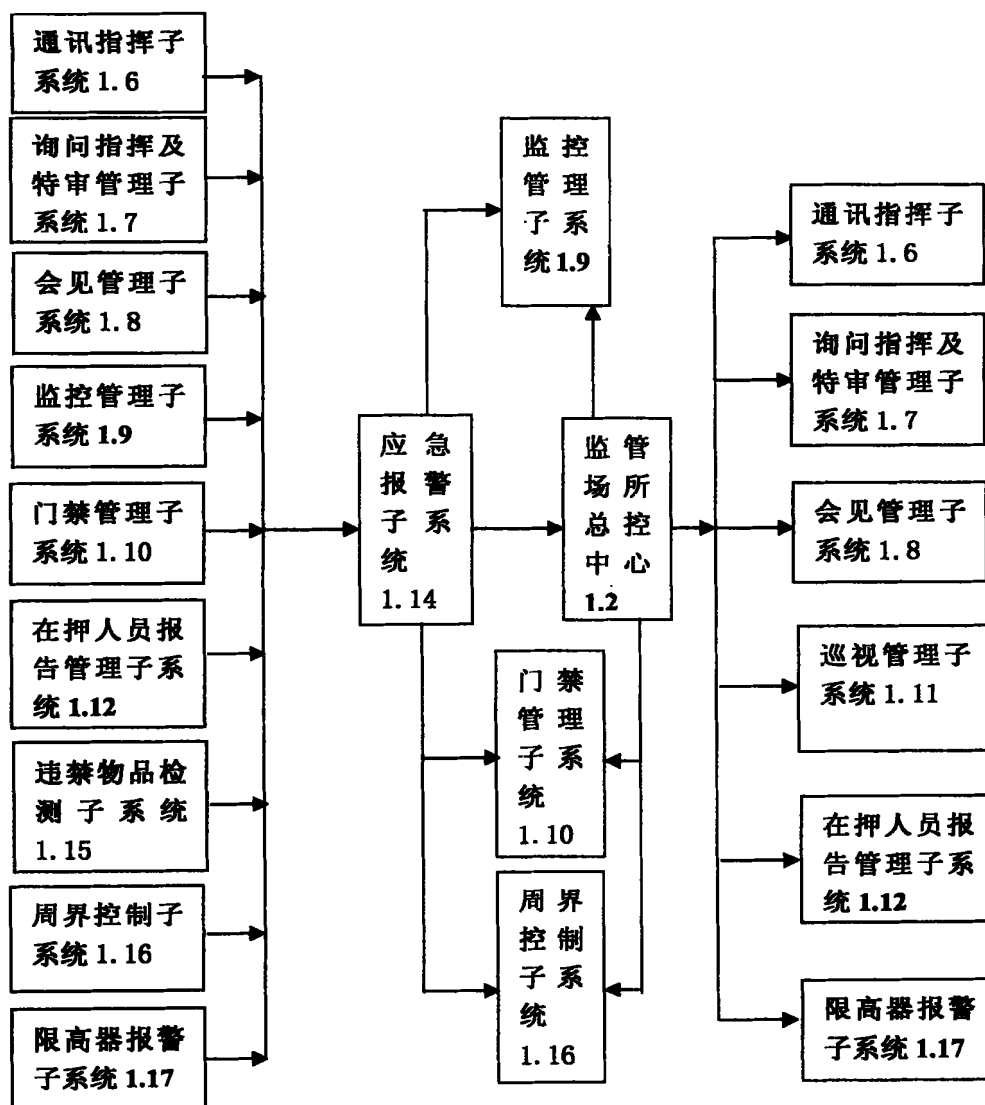 通讯指挥子
系统1.6
询问指挥及
特审管理子
系统1.7
会见管理子
系统1.8
监控管理子
系统1.9
门禁管理子
系统1.10
在押人员报
告管理子系
统1.12
违禁物品检
测子系统
1.15
周界控制子
系统1.16
限高器报警
子系统1.17
应急
报警
子系
统
1.14
监控
管理
子系
统1.9
监管
场所
总控
中心
1.2
门禁
管理
子系
统
1.10
周界
控制
子系
统
1.16
通讯指挥子
系统1.6
询问指挥及
特审管理子
系统1.7
会见管理子
系统1.8
巡视管理子
系统1.11
在押人员报
告管理子系
统1.12
限高器报警
子系统1.17